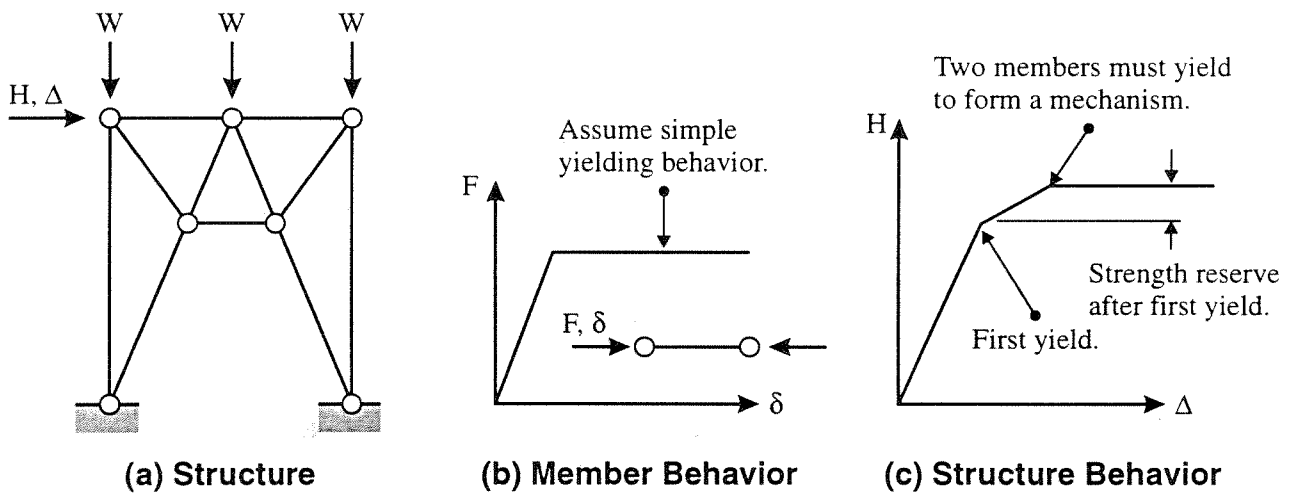 W W W
H, Δ
(a) Structure
Assume simple
yielding behavior.
F
F, δ
δ
(b) Member Behavior
Two members must yield
to form a mechanism.
H
Strength reserve
after first yield.
First yield.
Δ
(c) Structure Behavior